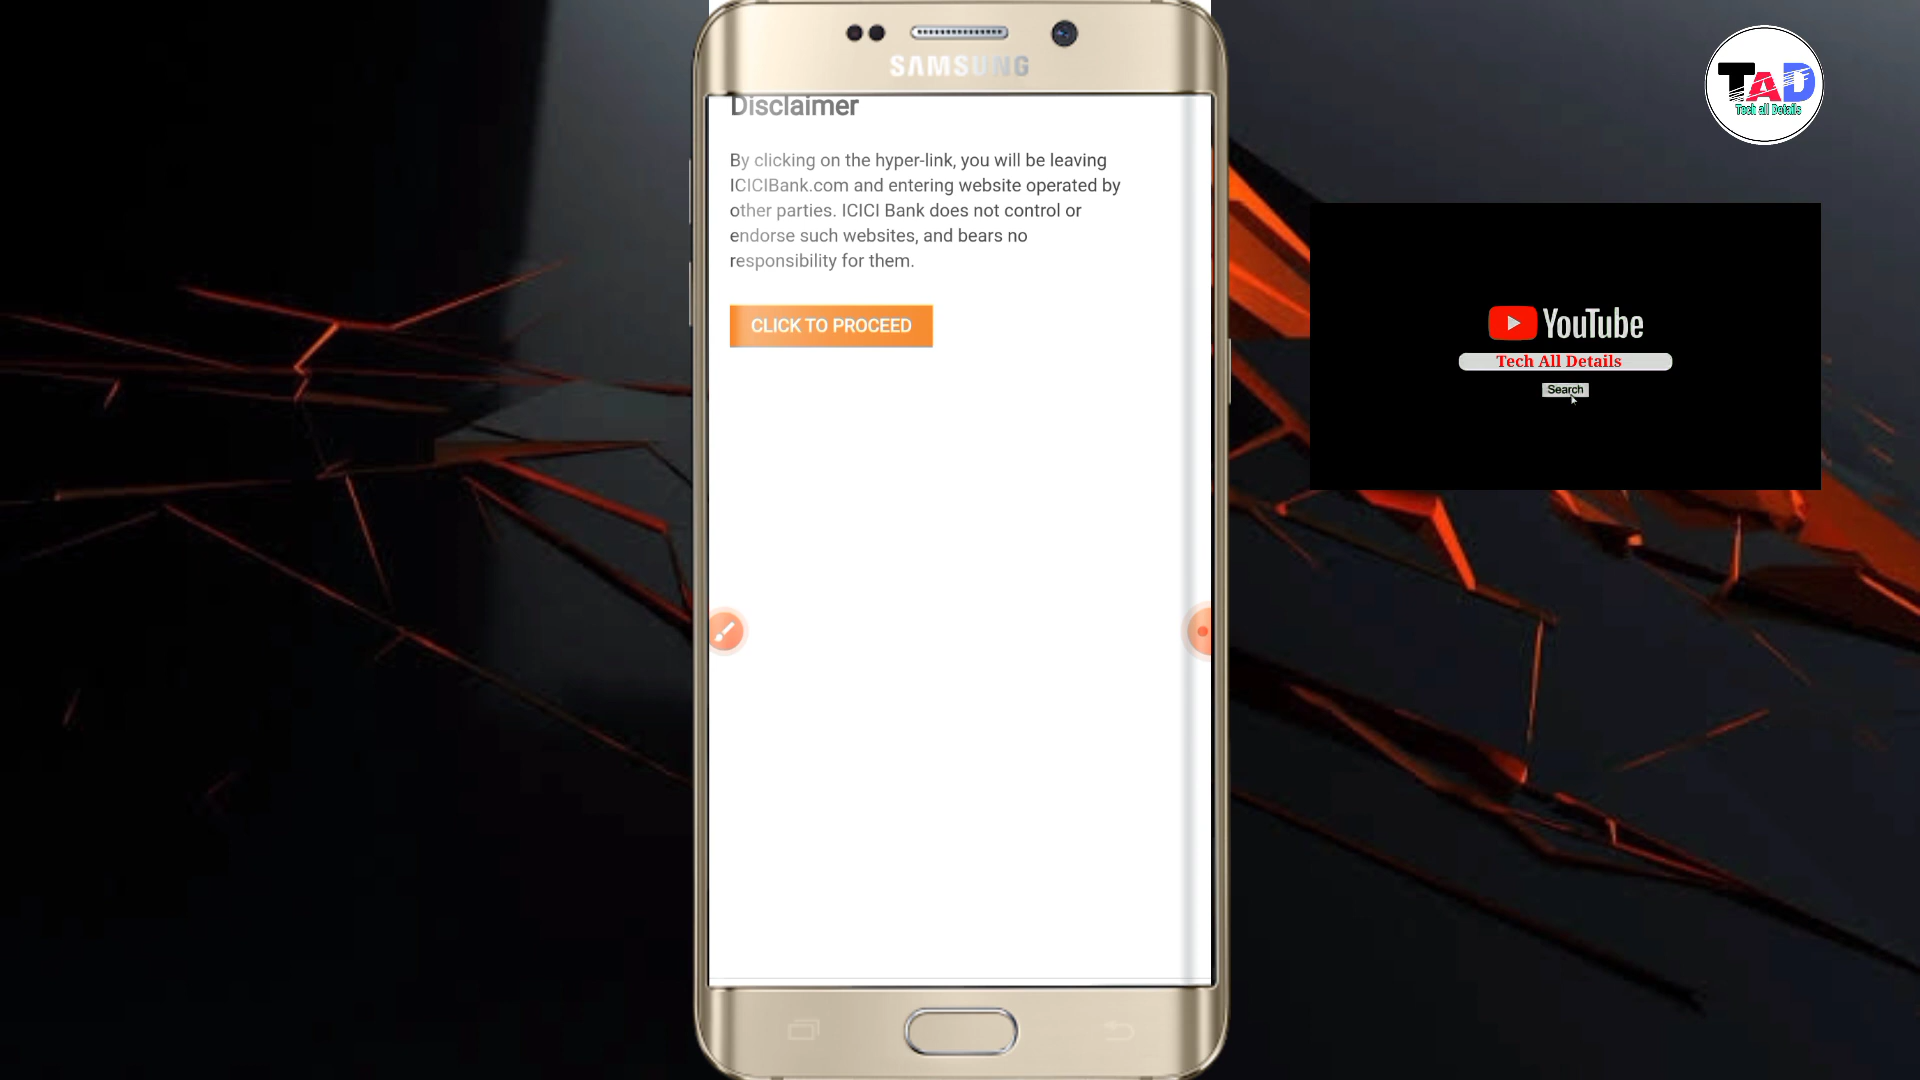 SAMSUNG
Disclaimer
By clicking on the hyper-link, you will be leaving
ICICIBank.com and entering website operated by
other parties. ICICI Bank does not control or
endorse such websites, and bears no
responsibility for them.
CLICK TO PROCEED
TAD
Tech all Details
YouTube
Tech All Details
Search